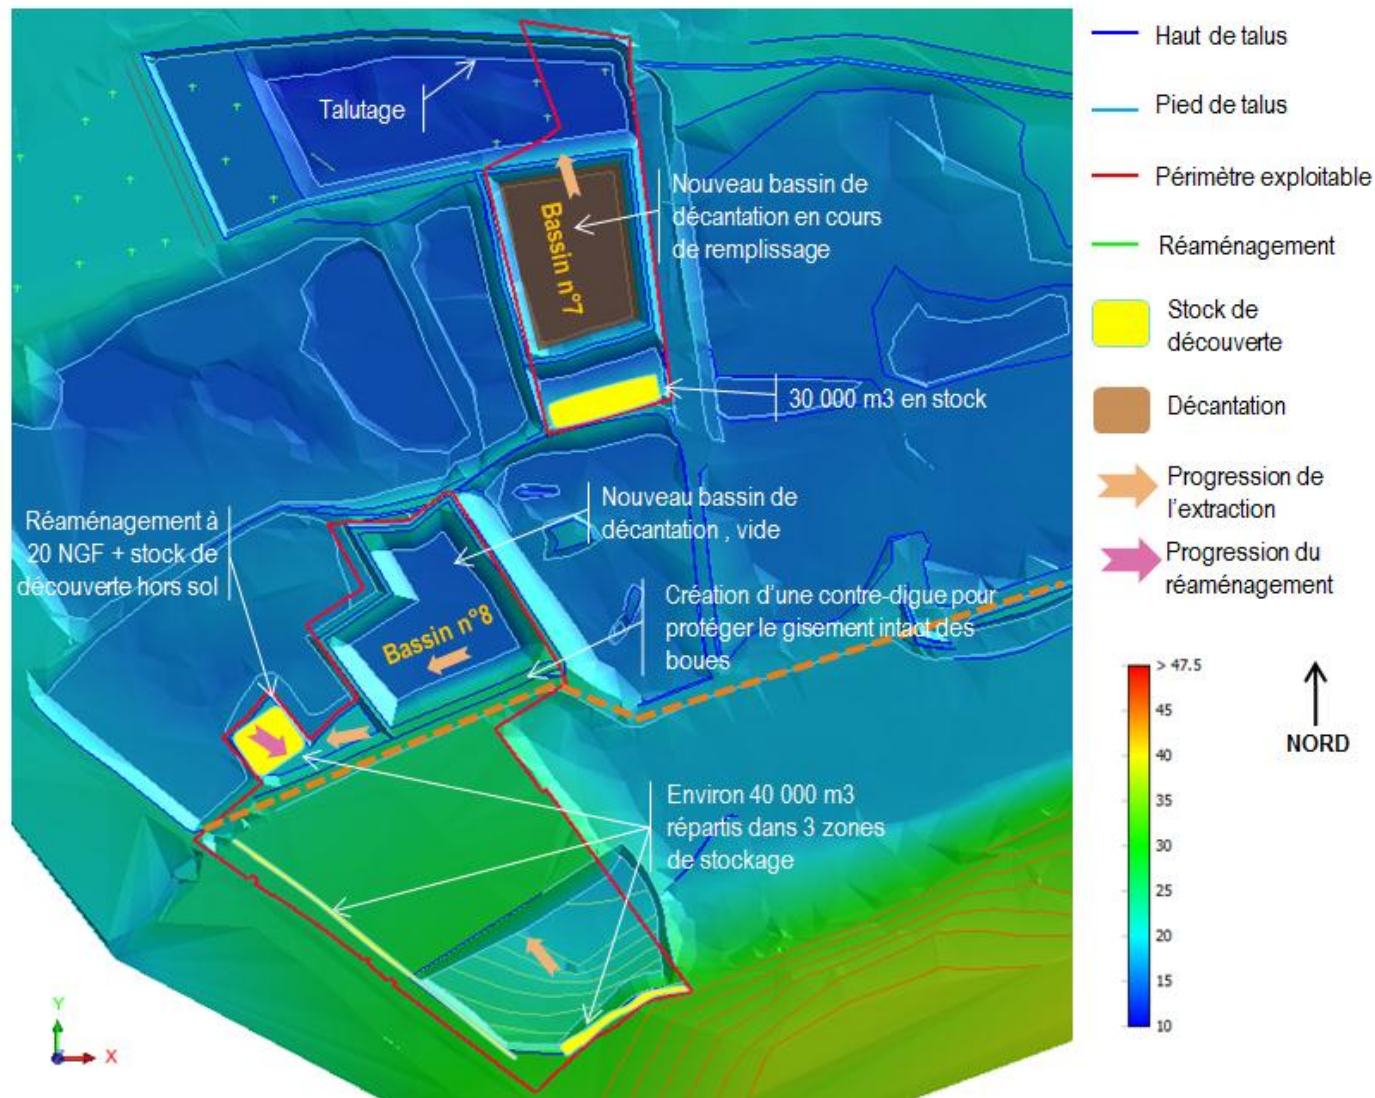 Talutage
Nouveau bassin de
décantation en cours
de remplissage
Bassin n°7
30 000 m3 en stock
Nouveau bassin de
décantation , vide
Réaménagement à
20 NGF + stock de
découverte hors sol
Création d'une contre-digue pour
protéger le gisement intact des
boues
Bassin n°8
Environ 40 000 m3
répartis dans 3 zones
de stockage
Y
X
Haut de talus
Pied de talus
Périmètre exploitable
Réaménagement
Stock de
découverte
Décantation
Progression de
l'extraction
Progression du
réaménagement
> 47.5
45
40
35
30
25
20
15
10
NORD